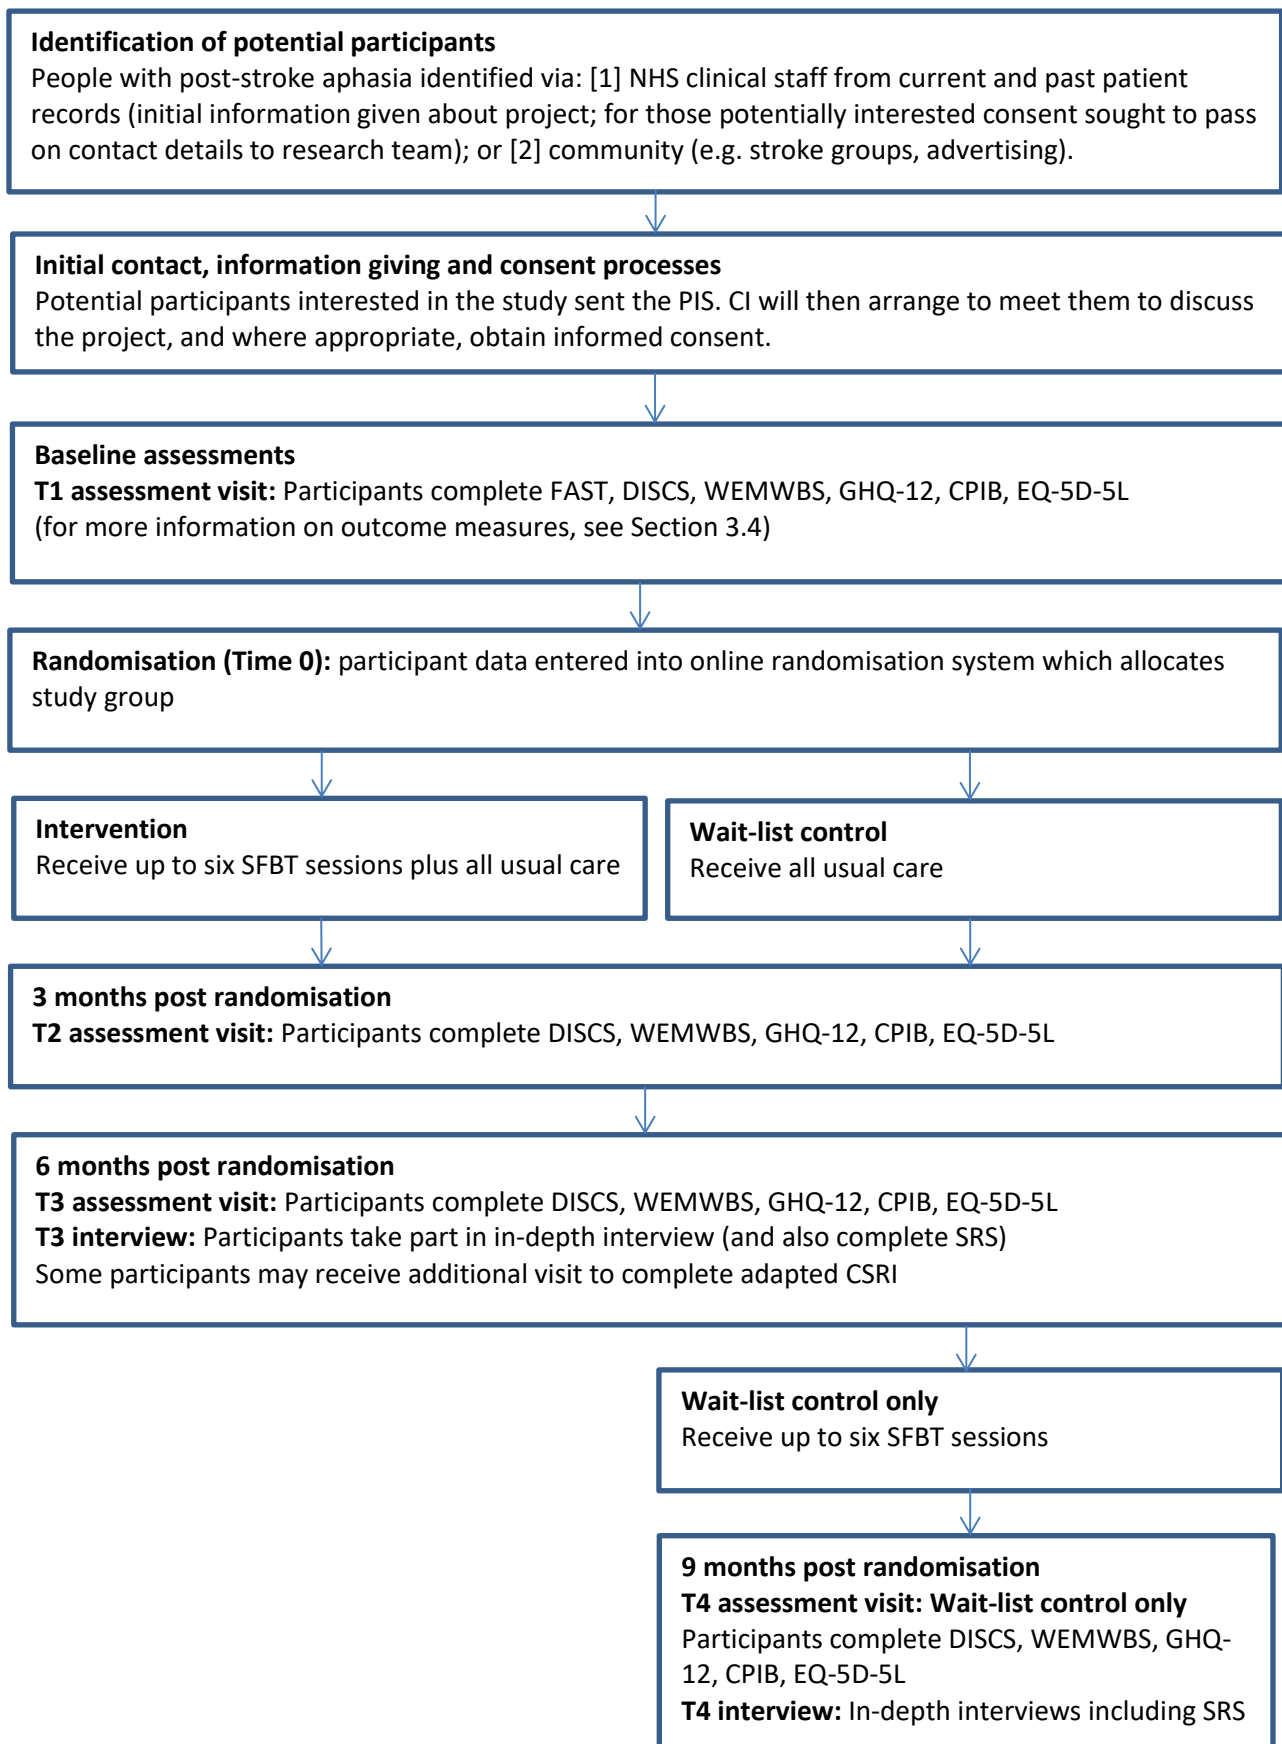 Identification of potential participants
People with post-stroke aphasia identified via: [1] NHS clinical staff from current and past patient
records (initial information given about project; for those potentially interested consent sought to pass
on contact details to research team); or [2] community (e.g. stroke groups, advertising).
Initial contact, information giving and consent processes
Potential participants interested in the study sent the PIS. CI will then arrange to meet them to discuss
the project, and where appropriate, obtain informed consent.
Baseline assessments
T1 assessment visit: Participants complete FAST, DISCS, WEMWBS, GHQ-12, CPIB, EQ-5D-5L
(for more information on outcome measures, see Section 3.4)
Randomisation (Time 0): participant data entered into online randomisation system which allocates
study group
Intervention
Receive up to six SFBT sessions plus all usual care
Wait-list control
Receive all usual care
3 months post randomisation
T2 assessment visit: Participants complete DISCS, WEMWBS, GHQ-12, CPIB, EQ-5D-5L
6 months post randomisation
T3 assessment visit: Participants complete DISCS, WEMWBS, GHQ-12, CPIB, EQ-5D-5L
T3 interview: Participants take part in in-depth interview (and also complete SRS)
Some participants may receive additional visit to complete adapted CSRI
Wait-list control only
Receive up to six SFBT sessions
9 months post randomisation
T4 assessment visit: Wait-list control only
Participants complete DISCS, WEMWBS, GHQ-
12, CPIB, EQ-5D-5L
T4 interview: In-depth interviews including SRS